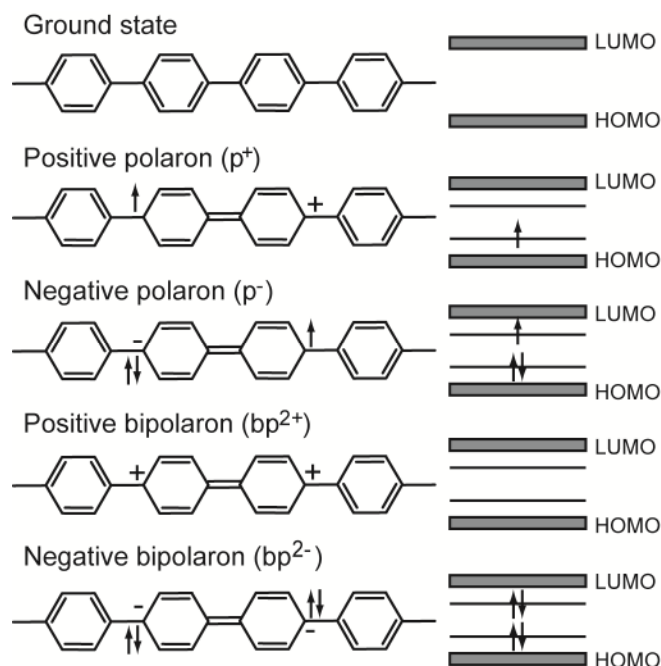 Ground state
LUMO
HOMO
Positive polaron (p⁺)
+
LUMO
HOMO
Negative polaron (p⁻)
-
LUMO
HOMO
Positive bipolaron (bp²⁺)
+ +
LUMO
HOMO
Negative bipolaron (bp²⁻)
- -
LUMO
HOMO